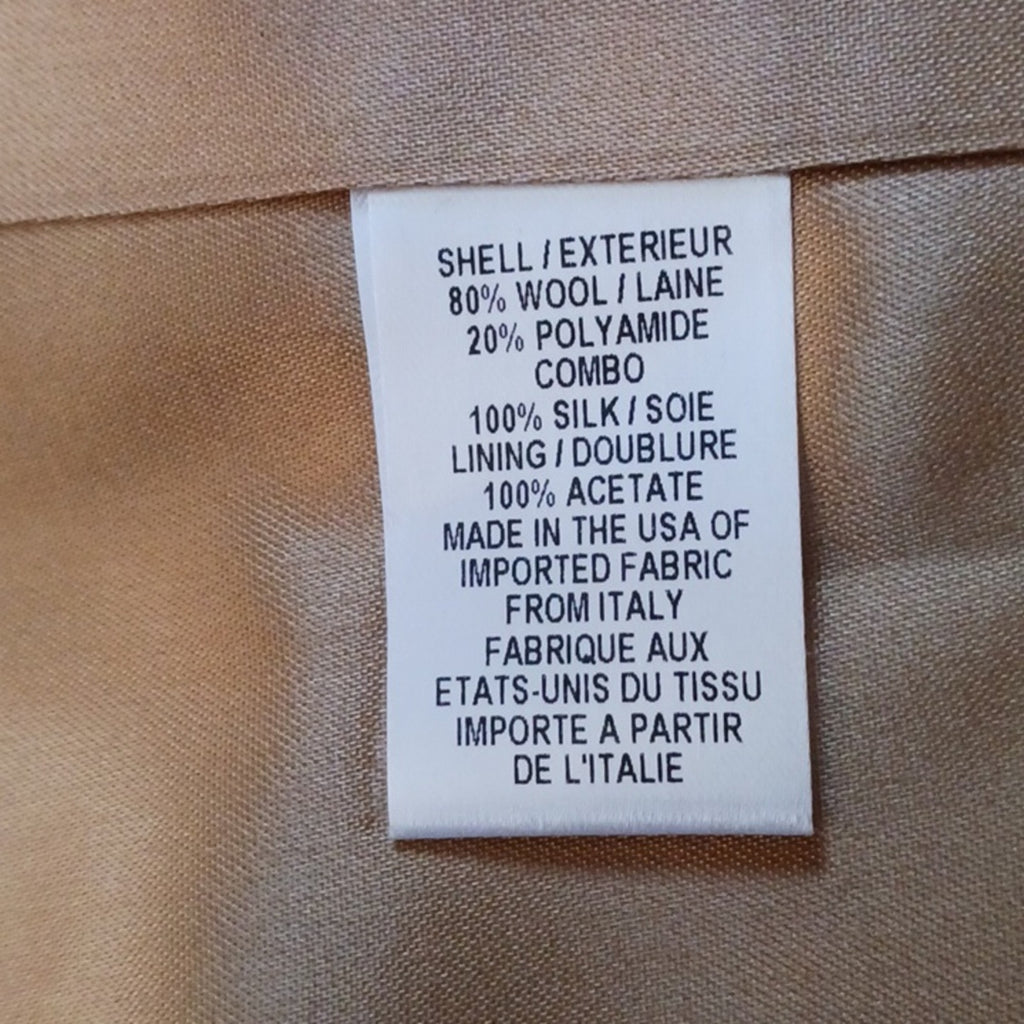 SHELL / EXTERIEUR
80% WOOL / LAINE
20% POLYAMIDE
COMBO
100% SILK / SOIE
LINING / DOUBLURE
100% ACETATE
MADE IN THE USA OF
IMPORTED FABRIC
FROM ITALY
FABRIQUE AUX
ETATS-UNIS DU TISSU
IMPORTE A PARTIR
DE L'ITALIE